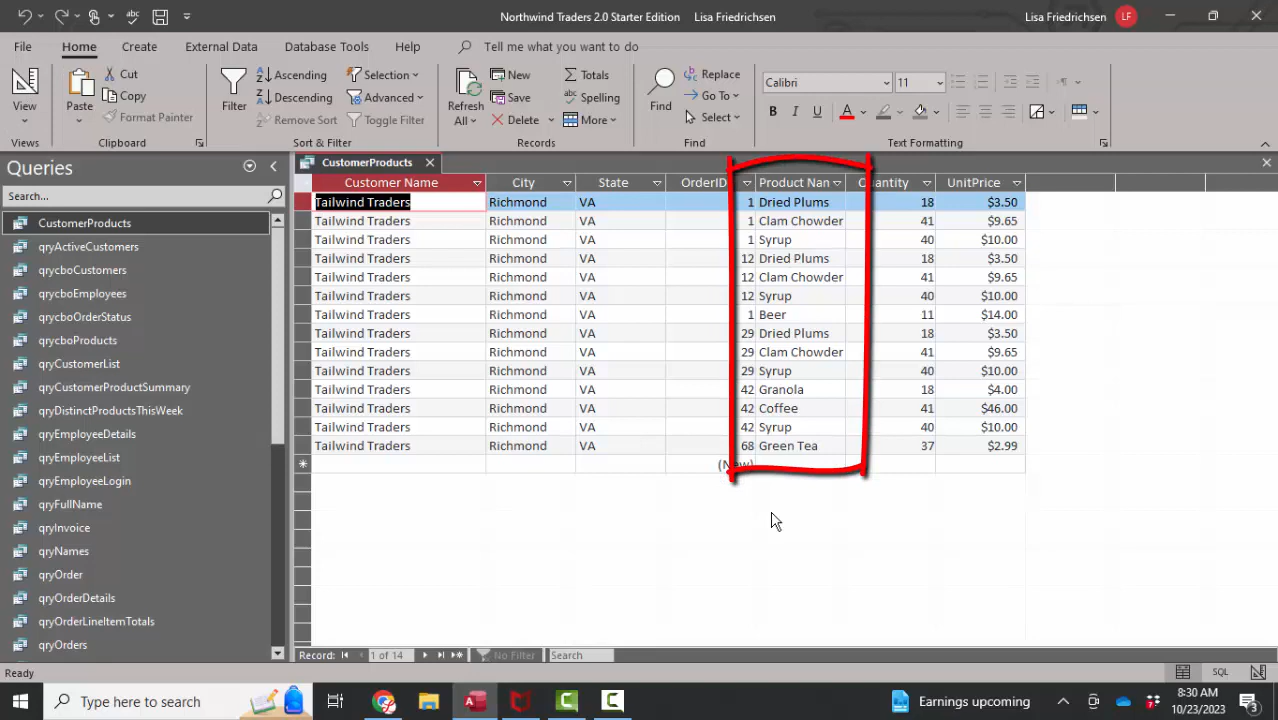 Northwind Traders 2.0 Starter Edition Lisa Friedrichsen Lisa Friedrichsen LF
File Home Create External Data Database Tools Help Tell me what you want to do
View
Views
Paste Cut Copy Format Painter
Clipboard
Filter Ascending Descending Remove Sort Selection Advanced Toggle Filter
Sort & Filter
Refresh All New Save Delete Totals Spelling More
Records
Find Replace Go To Select
Find
Calibri 11
B I U A
Text Formatting
Queries
Search...
CustomerProducts
qryActiveCustomers
qrycboCustomers
qrycboEmployees
qrycboOrderStatus
qrycboProducts
qryCustomerList
qryCustomerProductSummary
qryDistinctProductsThisWeek
qryEmployeeDetails
qryEmployeeList
qryEmployeeLogin
qryFullName
qryInvoice
qryNames
qryOrder
qryOrderDetails
qryOrderLineItemTotals
qryOrders
CustomerProducts
Customer Name City State OrderID Product Nan Quantity UnitPrice
Tailwind Traders Richmond VA 1 Dried Plums 18 $3.50
Tailwind Traders Richmond VA 1 Clam Chowder 41 $9.65
Tailwind Traders Richmond VA 1 Syrup 40 $10.00
Tailwind Traders Richmond VA 12 Dried Plums 18 $3.50
Tailwind Traders Richmond VA 12 Clam Chowder 41 $9.65
Tailwind Traders Richmond VA 12 Syrup 40 $10.00
Tailwind Traders Richmond VA 1 Beer 11 $14.00
Tailwind Traders Richmond VA 29 Dried Plums 18 $3.50
Tailwind Traders Richmond VA 29 Clam Chowder 41 $9.65
Tailwind Traders Richmond VA 29 Syrup 40 $10.00
Tailwind Traders Richmond VA 42 Granola 18 $4.00
Tailwind Traders Richmond VA 42 Coffee 41 $46.00
Tailwind Traders Richmond VA 42 Syrup 40 $10.00
Tailwind Traders Richmond VA 68 Green Tea 37 $2.99
(New)
Record: 1 of 14 No Filter Search
Ready SQL
Type here to search Earnings upcoming 8:30 AM
10/23/2023 3